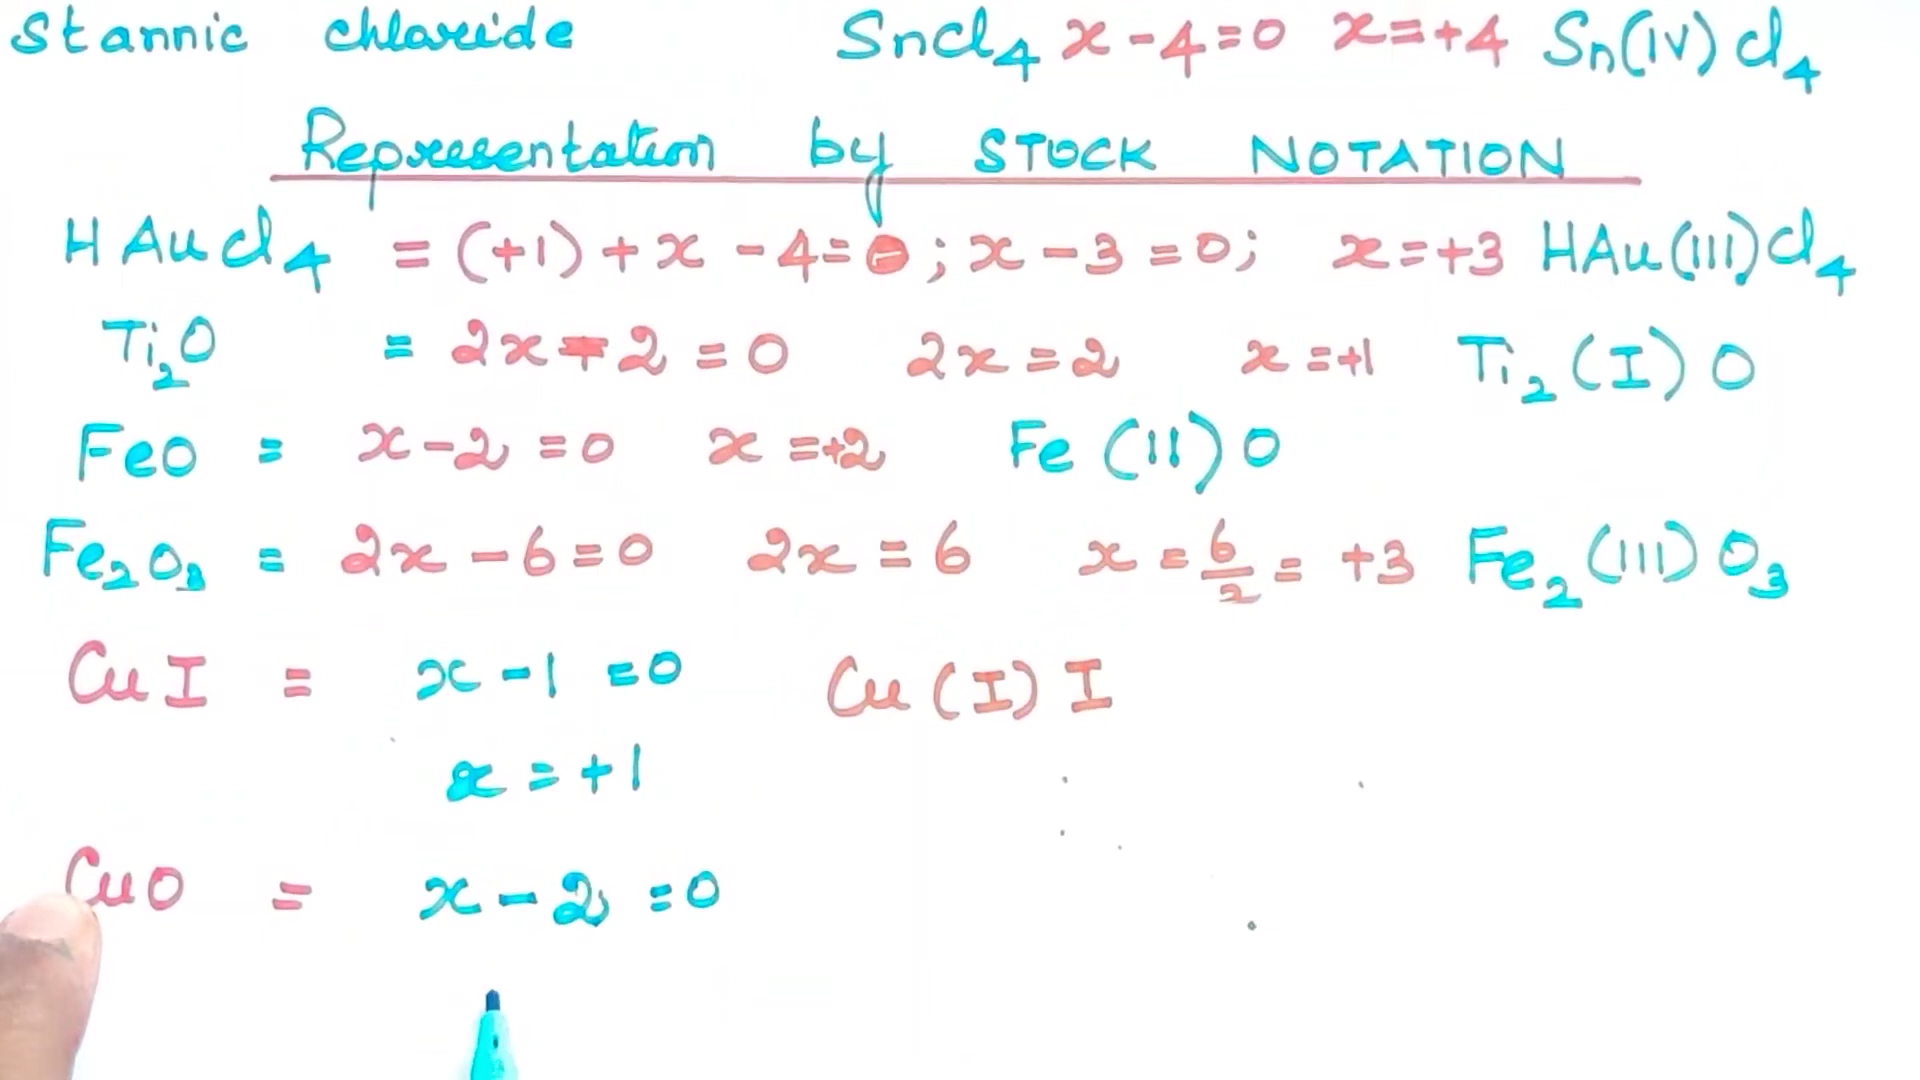 Stannic chloride SnCl₄ x - 4 = 0 x = +4 Sn(IV)Cl₄
Representation by STOCK NOTATION
HAuCl₄ = (+1) + x - 4 = 0 ; x - 3 = 0 ; x = +3 HAu(III)Cl₄
Ti₂O = 2x - 2 = 0 2x = 2 x = +1 Ti₂(I)O
FeO = x - 2 = 0 x = +2 Fe(II)O
Fe₂O₃ = 2x - 6 = 0 2x = 6 x = 6/2 = +3 Fe₂(III)O₃
CuI = x - 1 = 0 Cu(I)I
x = +1
CuO = x - 2 = 0